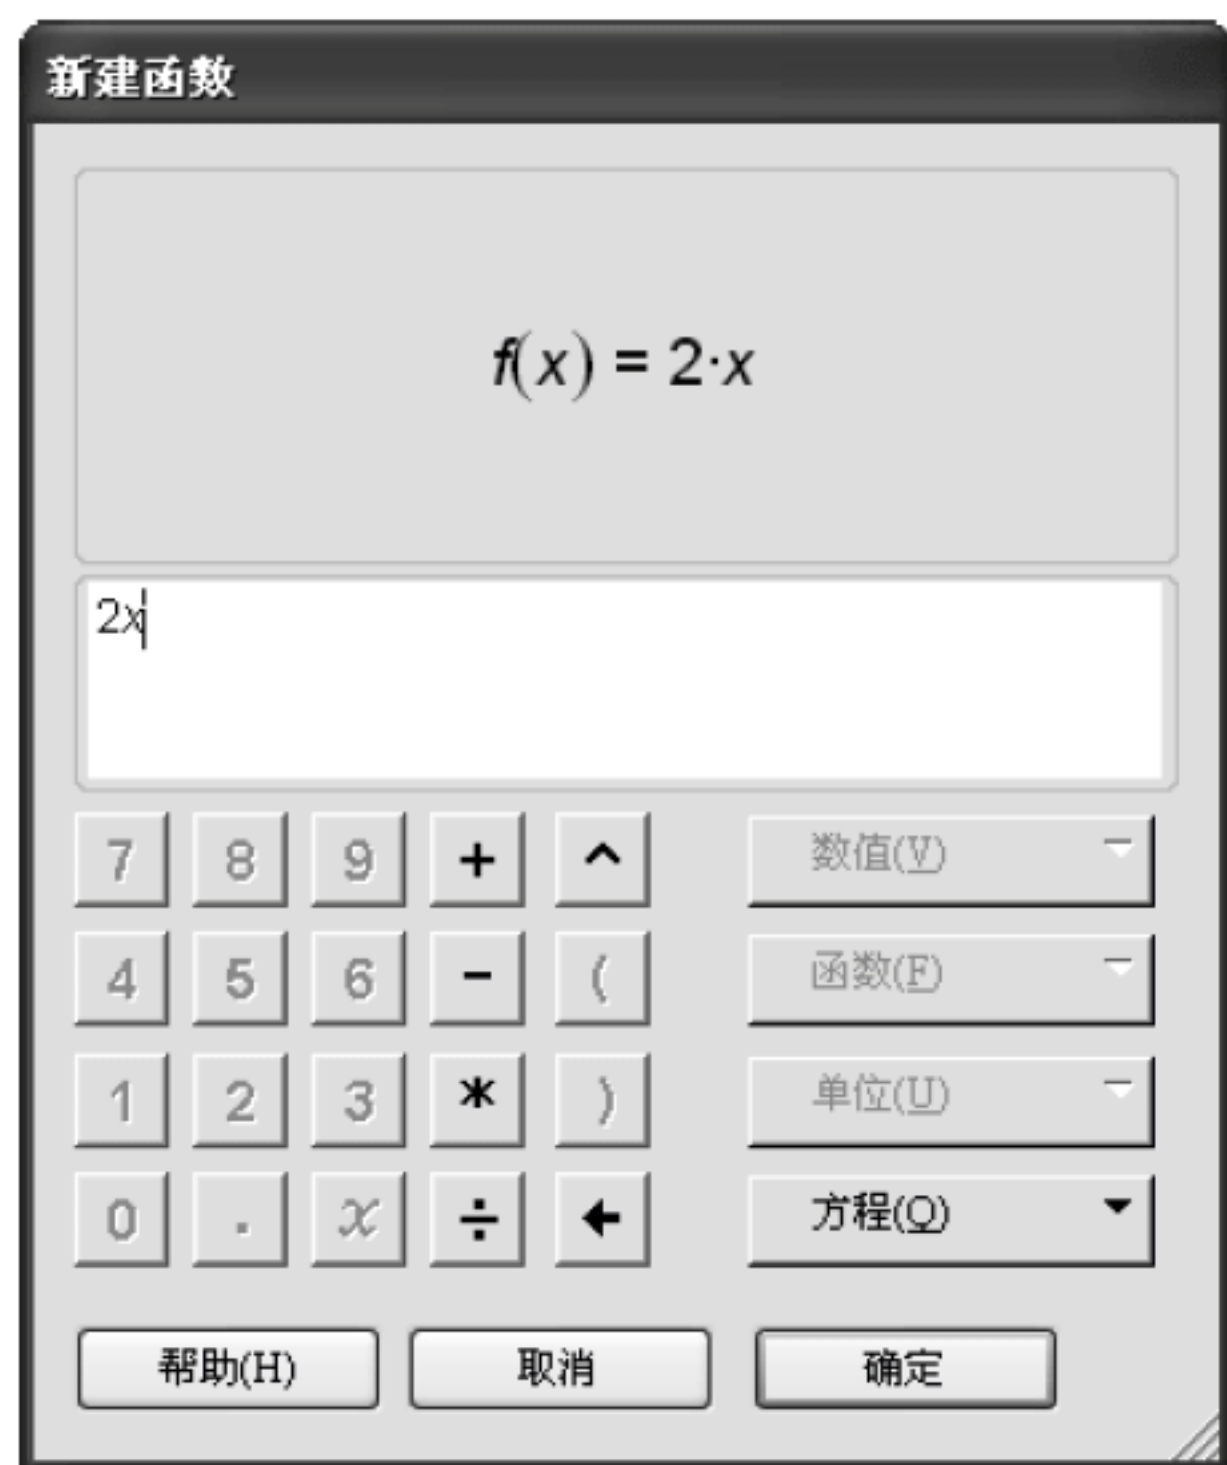 新建函数
f(x) = 2·x
2x
7 8 9 + ^ 数值(V)
4 5 6 - ( 函数(F)
1 2 3 * ) 单位(U)
0 . x ÷ 方程(Q)
帮助(H) 取消 确定